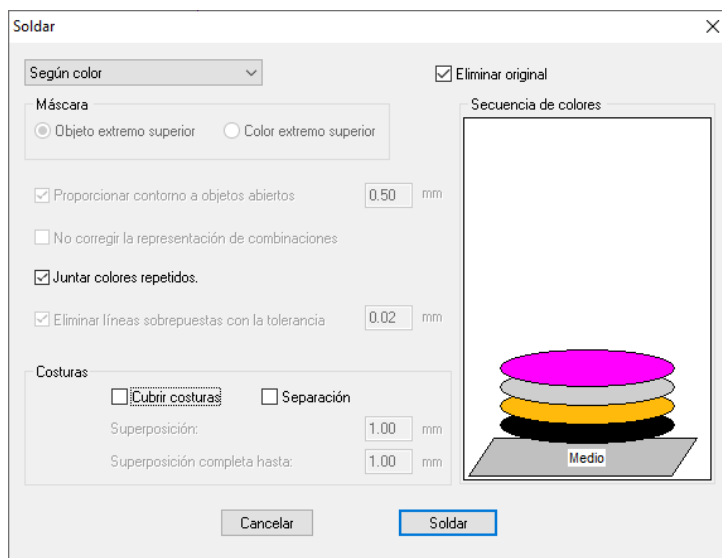 Soldar
Según color
Eliminar original
Máscara
Objeto extremo superior
Color extremo superior
Secuencia de colores
Proporcionar contorno a objetos abiertos
0.50 mm
No corregir la representación de combinaciones
Juntar colores repetidos.
Eliminar líneas sobrepuestas con la tolerancia
0.02 mm
Costuras
Cubrir costuras
Separación
Superposición:
1.00 mm
Superposición completa hasta:
1.00 mm
Medio
Cancelar
Soldar